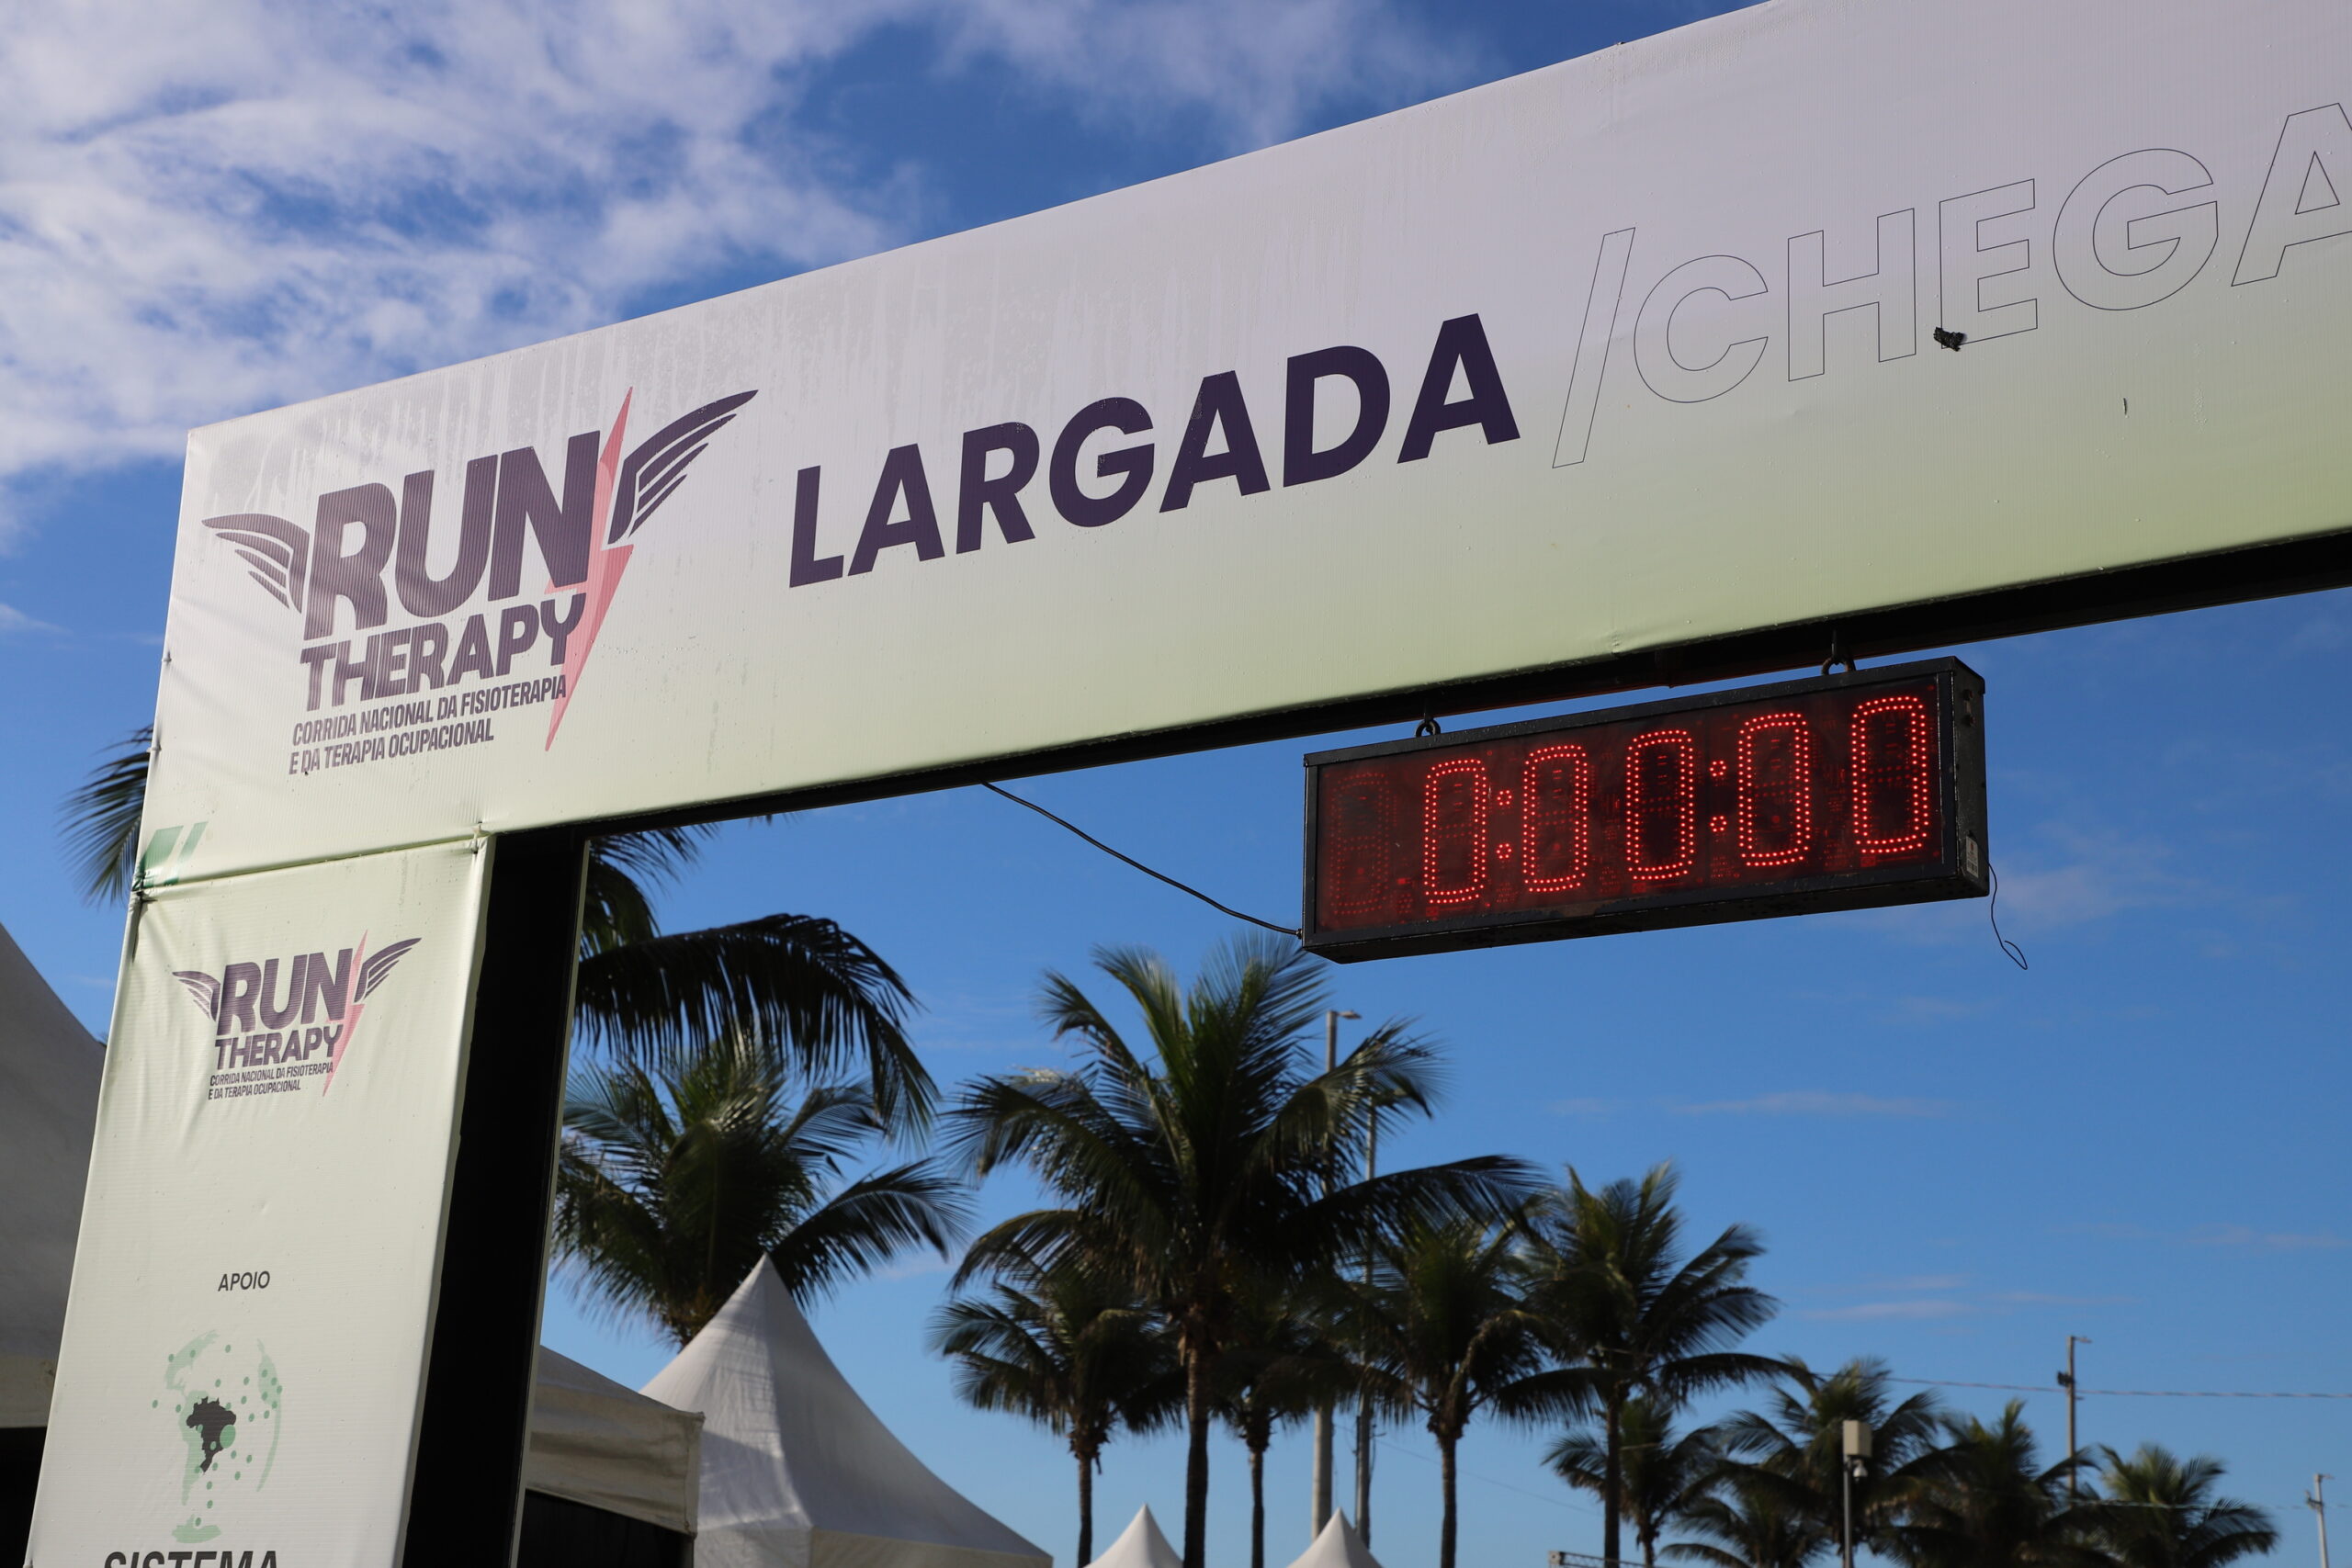 RUN
THERAPY
CORRIDA NACIONAL DA FISIOTERAPIA
E DA TERAPIA OCUPACIONAL
LARGADA /CHEGA
0:00:00
RUN
THERAPY
CORRIDA NACIONAL DA FISIOTERAPIA
E DA TERAPIA OCUPACIONAL
APOIO
SISTEMA